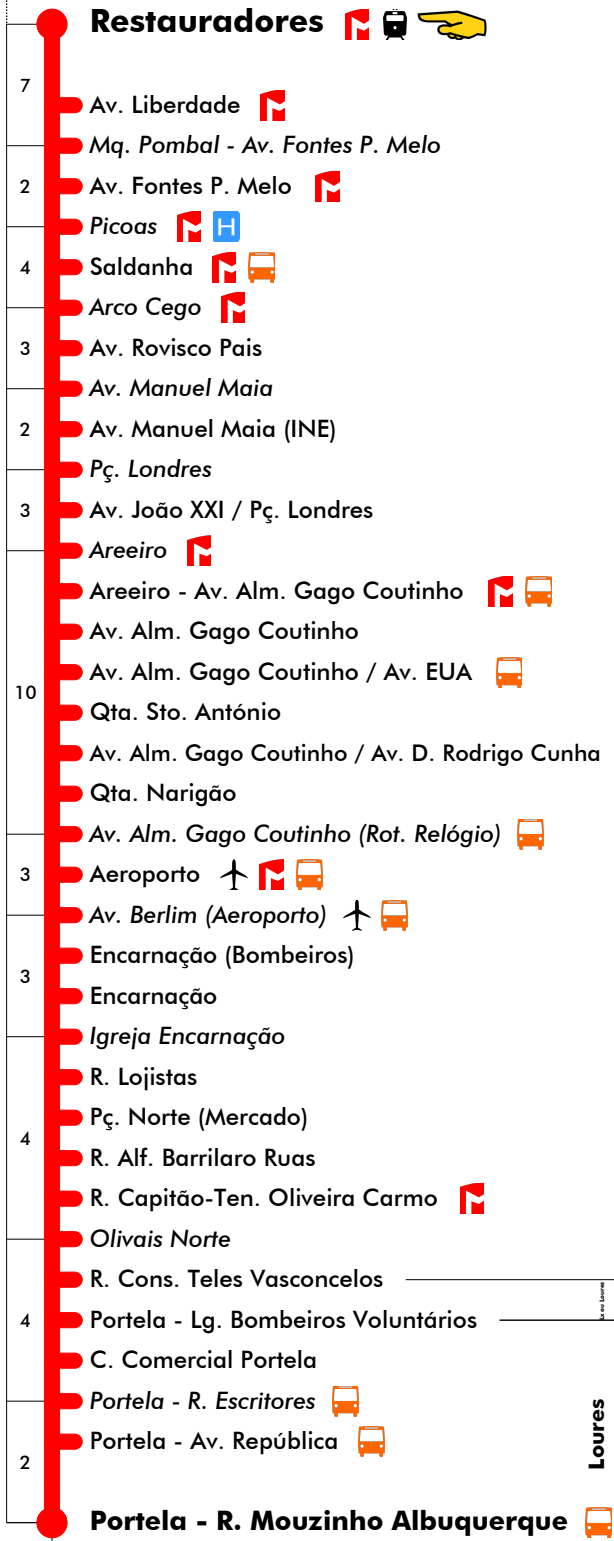 Restauradores
7
Av. Liberdade
Mq. Pombal - Av. Fontes P. Melo
2
Av. Fontes P. Melo
Picoas H
4
Saldanha
Arco Cego
3
Av. Rovisco Pais
Av. Manuel Maia
2
Av. Manuel Maia (INE)
Pç. Londres
3
Av. João XXI / Pç. Londres
Areeiro
Areeiro - Av. Alm. Gago Coutinho
Av. Alm. Gago Coutinho
Av. Alm. Gago Coutinho / Av. EUA
10
Qta. Sto. António
Av. Alm. Gago Coutinho / Av. D. Rodrigo Cunha
Qta. Narigão
Av. Alm. Gago Coutinho (Rot. Relógio)
3
Aeroporto
Av. Berlim (Aeroporto)
Encarnação (Bombeiros)
3
Encarnação
Igreja Encarnação
R. Lojistas
Pç. Norte (Mercado)
4
R. Alf. Barrilaro Ruas
R. Capitão-Ten. Oliveira Carmo
Olivais Norte
R. Cons. Teles Vasconcelos
Lx ou Loures
4
Portela - Lg. Bombeiros Voluntários
C. Comercial Portela
Portela - R. Escritores
Loures
Portela - Av. República
2
Portela - R. Mouzinho Albuquerque